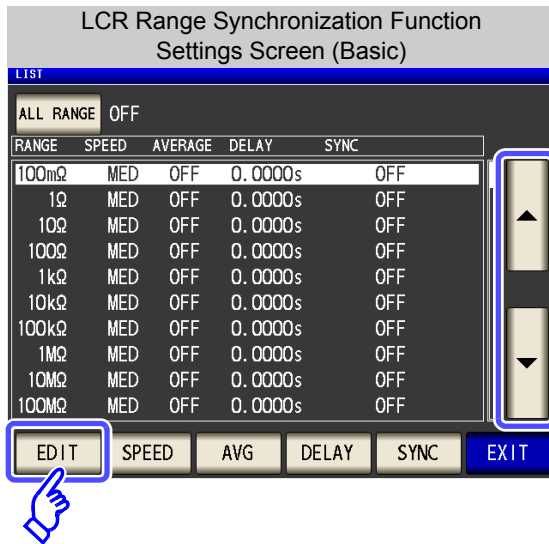 LCR Range Synchronization Function
Settings Screen (Basic)
LIST
ALL RANGE OFF
RANGE SPEED AVERAGE DELAY SYNC
100mΩ MED OFF 0.0000s OFF
1Ω MED OFF 0.0000s OFF
10Ω MED OFF 0.0000s OFF
100Ω MED OFF 0.0000s OFF
1kΩ MED OFF 0.0000s OFF
10kΩ MED OFF 0.0000s OFF
100kΩ MED OFF 0.0000s OFF
1MΩ MED OFF 0.0000s OFF
10MΩ MED OFF 0.0000s OFF
100MΩ MED OFF 0.0000s OFF
EDIT SPEED AVG DELAY SYNC EXIT